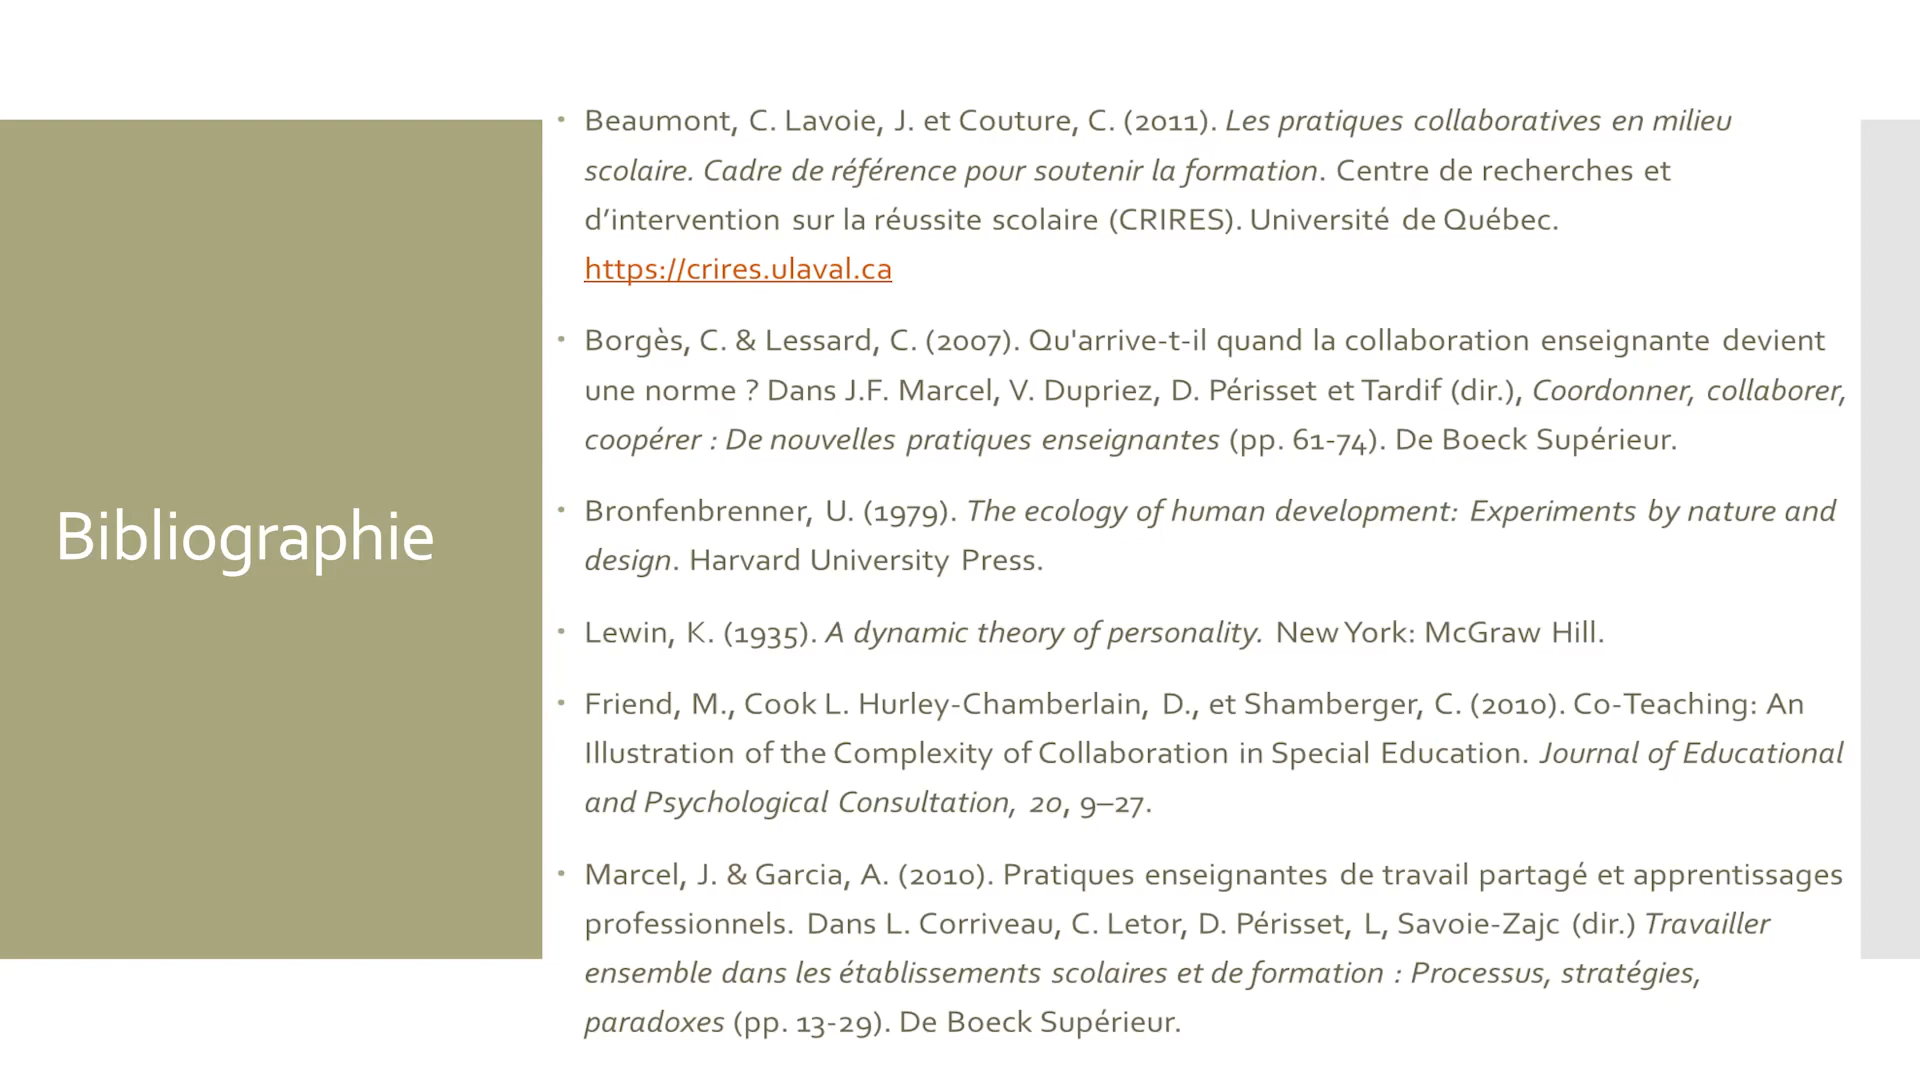 Bibliographie
• Beaumont, C. Lavoie, J. et Couture, C. (2011). Les pratiques collaboratives en milieu
scolaire. Cadre de référence pour soutenir la formation. Centre de recherches et
d’intervention sur la réussite scolaire (CRIRES). Université de Québec.
https://crires.ulaval.ca
• Borgès, C. & Lessard, C. (2007). Qu'arrive-t-il quand la collaboration enseignante devient
une norme ? Dans J.F. Marcel, V. Dupriez, D. Périsset et Tardif (dir.), Coordonner, collaborer,
coopérer : De nouvelles pratiques enseignantes (pp. 61-74). De Boeck Supérieur.
• Bronfenbrenner, U. (1979). The ecology of human development: Experiments by nature and
design. Harvard University Press.
• Lewin, K. (1935). A dynamic theory of personality. New York: McGraw Hill.
• Friend, M., Cook L. Hurley-Chamberlain, D., et Shamberger, C. (2010). Co-Teaching: An
Illustration of the Complexity of Collaboration in Special Education. Journal of Educational
and Psychological Consultation, 20, 9–27.
• Marcel, J. & Garcia, A. (2010). Pratiques enseignantes de travail partagé et apprentissages
professionnels. Dans L. Corriveau, C. Letor, D. Périsset, L, Savoie-Zajc (dir.) Travailler
ensemble dans les établissements scolaires et de formation : Processus, stratégies,
paradoxes (pp. 13-29). De Boeck Supérieur.